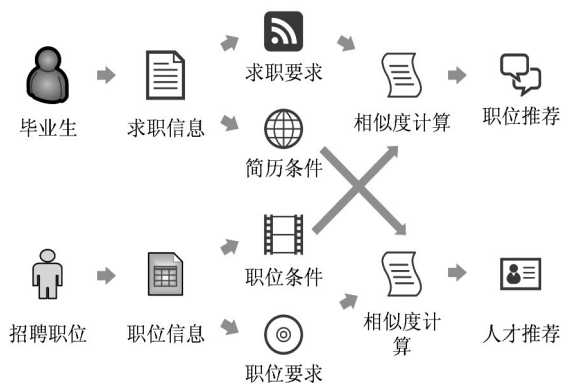 毕业生
求职信息
求职要求
简历条件
相似度计算
职位推荐
招聘职位
职位信息
职位条件
职位要求
相似度计
算
人才推荐